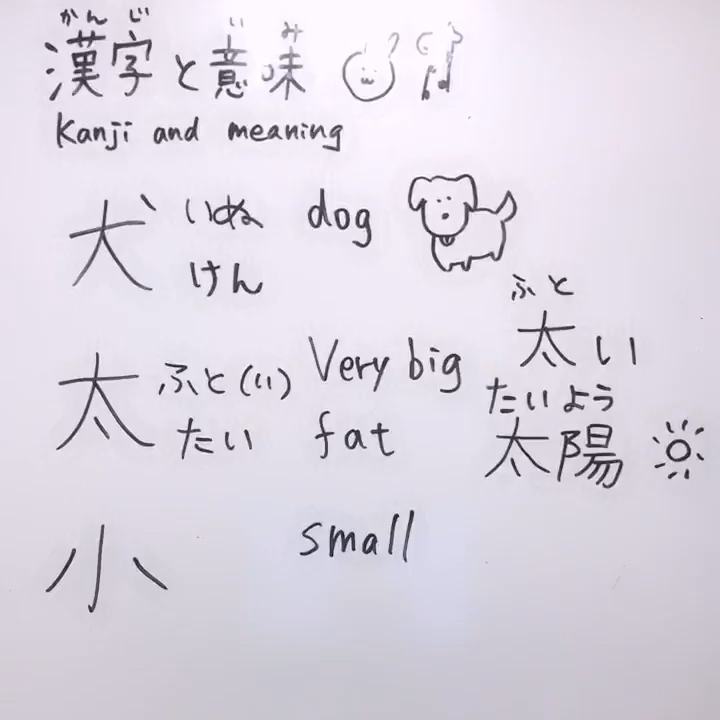 かんじ い み
漢字と意味
Kanji and meaning
犬 いぬ dog
けん
ふと
太い
太 ふと(い) Very big
たい fat
たいよう
太陽
小 small